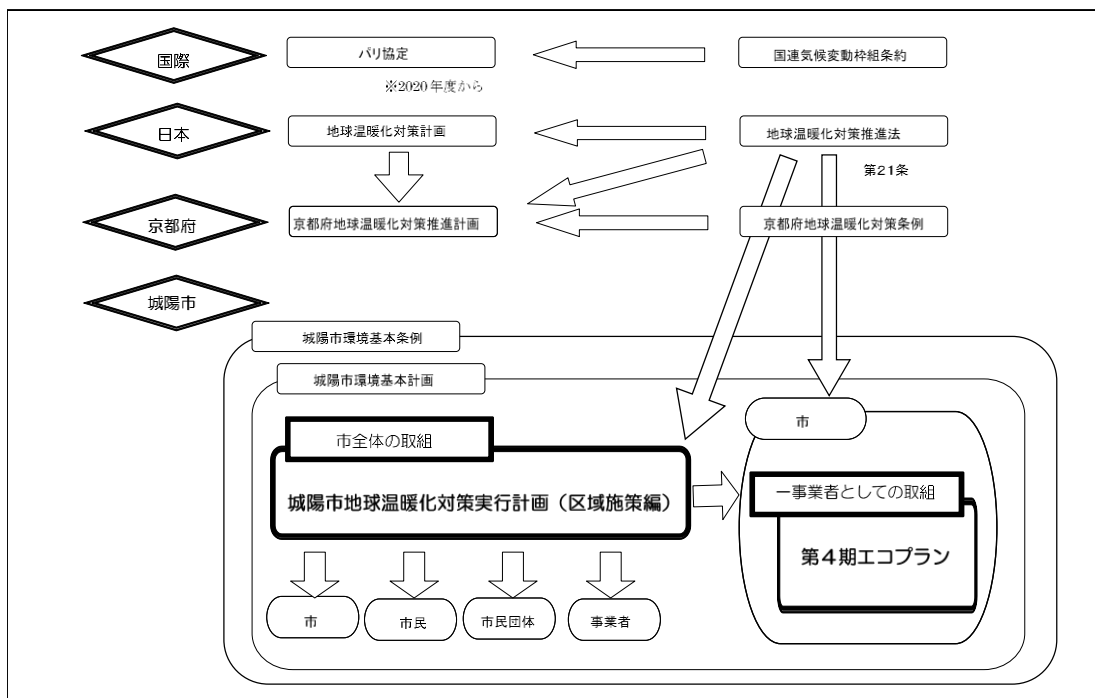 国際
パリ協定
国連気候変動枠組条約
※2020年度から
日本
地球温暖化対策計画
地球温暖化対策推進法
第21条
京都府
京都府地球温暖化対策推進計画
京都府地球温暖化対策条例
城陽市
城陽市環境基本条例
城陽市環境基本計画
市全体の取組
城陽市地球温暖化対策実行計画（区域施策編）
市
市民
市民団体
事業者
市
一事業者としての取組
第４期エコプラン